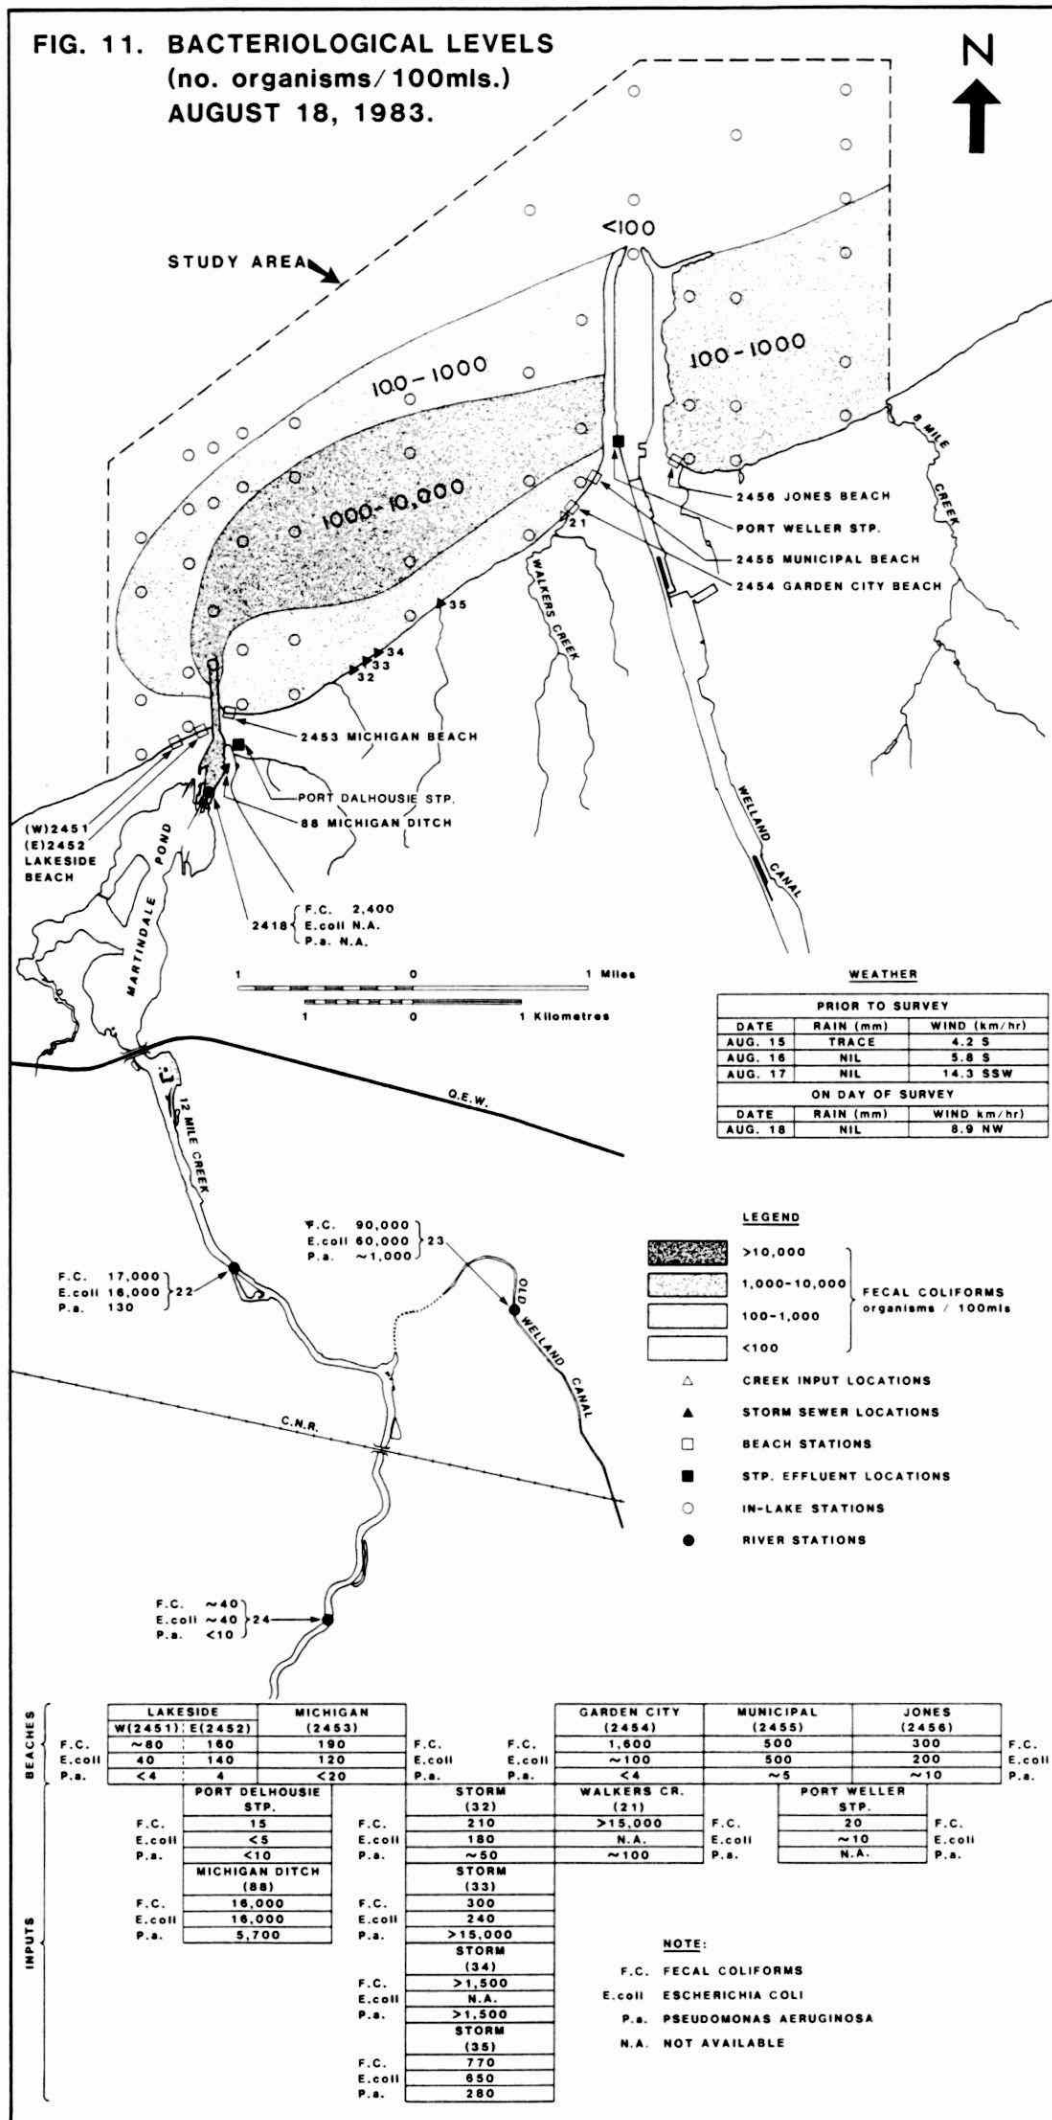 FIG. 11. BACTERIOLOGICAL LEVELS
(no. organisms/100mls.)
AUGUST 18, 1983.
N
STUDY AREA
<100
100-1000
100-1000
1000-10,000
8 MILE CREEK
2456 JONES BEACH
PORT WELLER STP.
2455 MUNICIPAL BEACH
2454 GARDEN CITY BEACH
21
WALKERS CREEK
35
34
33
32
2453 MICHIGAN BEACH
PORT DALHOUSIE STP.
88 MICHIGAN DITCH
(W)2451
(E)2452
LAKESIDE
BEACH
MARTINDALE POND
WELLAND CANAL
2418 F.C. 2,400
E.coli N.A.
P.a. N.A.
1 0 1 Miles
1 0 1 Kilometres
WEATHER
PRIOR TO SURVEY
DATE RAIN (mm) WIND (km/hr)
AUG. 15 TRACE 4.2 S
AUG. 16 NIL 5.8 S
AUG. 17 NIL 14.3 SSW
ON DAY OF SURVEY
DATE RAIN (mm) WIND km/hr)
AUG. 18 NIL 8.9 NW
Q.E.W.
12 MILE CREEK
F.C. 90,000
E.coli 60,000 23
P.a. ~1,000
F.C. 17,000
E.coli 16,000 22
P.a. 130
OLD WELLAND CANAL
C.N.R.
LEGEND
>10,000
1,000-10,000
100-1,000
<100
FECAL COLIFORMS
organisms / 100mls
CREEK INPUT LOCATIONS
STORM SEWER LOCATIONS
BEACH STATIONS
STP. EFFLUENT LOCATIONS
IN-LAKE STATIONS
RIVER STATIONS
F.C. ~40
E.coli ~40 24
P.a. <10
BEACHES
LAKESIDE MICHIGAN GARDEN CITY MUNICIPAL JONES
W(2451) E(2452) (2453) (2454) (2455) (2456)
F.C. ~80 160 190 F.C. F.C. 1,600 500 300 F.C.
E.coli 40 140 120 E.coli E.coli ~100 500 200 E.coli
P.a. <4 4 <20 P.a. P.a. <4 ~5 ~10 P.a.
INPUTS
PORT DELHOUSIE STORM WALKERS CR. PORT WELLER
STP. (32) (21) STP.
F.C. 15 F.C. 210 >15,000 F.C. 20 F.C.
E.coli <5 E.coli 180 N.A. E.coli ~10 E.coli
P.a. <10 P.a. ~50 ~100 P.a. N.A. P.a.
MICHIGAN DITCH STORM
(88) (33)
F.C. 16,000 F.C. 300
E.coli 16,000 E.coli 240
P.a. 5,700 P.a. >15,000
STORM
(34)
F.C. >1,500
E.coli N.A.
P.a. >1,500
STORM
(35)
F.C. 770
E.coli 650
P.a. 280
NOTE:
F.C. FECAL COLIFORMS
E.coli ESCHERICHIA COLI
P.a. PSEUDOMONAS AERUGINOSA
N.A. NOT AVAILABLE